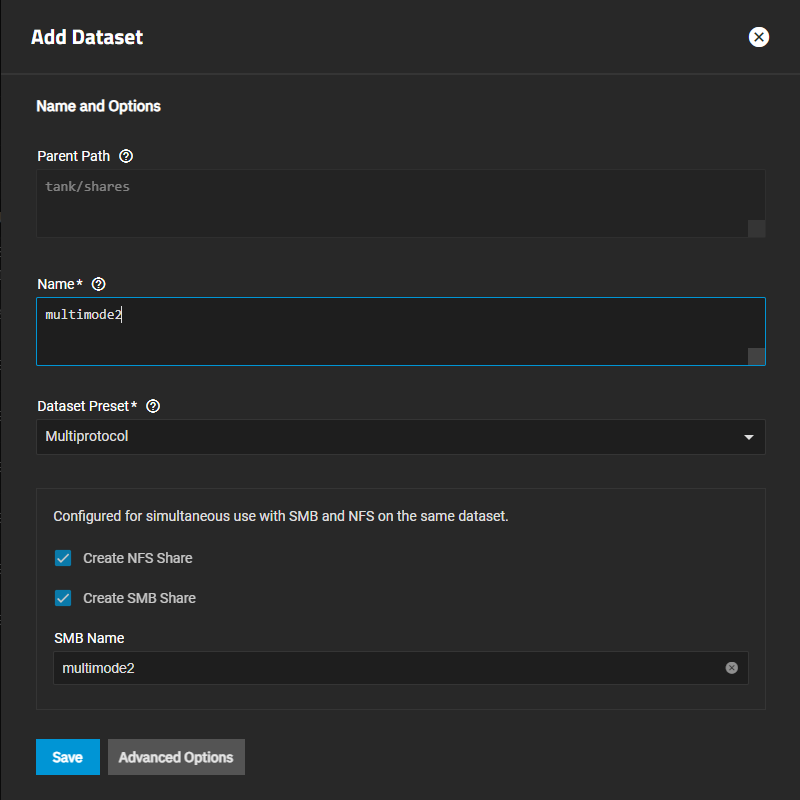 Add Dataset
Name and Options
Parent Path
tank/shares
Name*
multimode2
Dataset Preset*
Multiprotocol
Configured for simultaneous use with SMB and NFS on the same dataset.
Create NFS Share
Create SMB Share
SMB Name
multimode2
Save Advanced Options